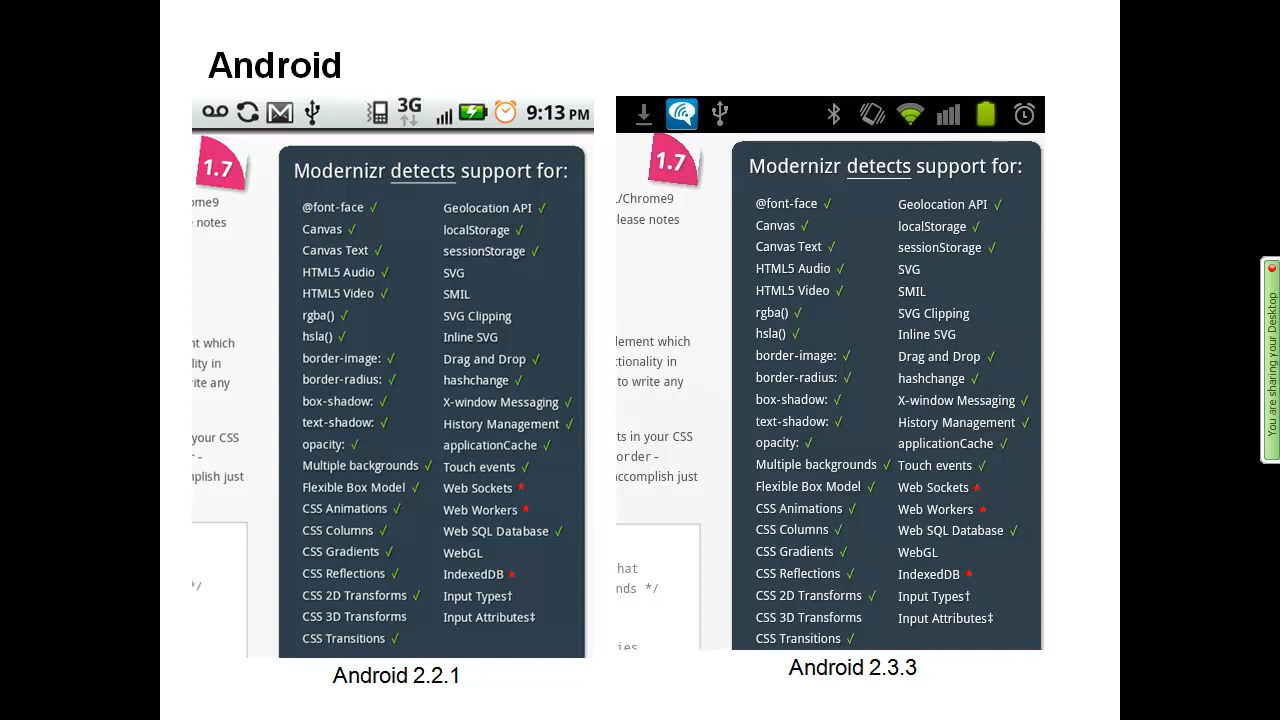 Android
3G 9:13 PM
1.7
Modernizr detects support for:
@font-face √
Canvas √
Canvas Text √
HTML5 Audio √
HTML5 Video √
rgba() √
hsla() √
border-image: √
border-radius: √
box-shadow: √
text-shadow: √
opacity: √
Multiple backgrounds √
Flexible Box Model √
CSS Animations √
CSS Columns √
CSS Gradients √
CSS Reflections √
CSS 2D Transforms √
CSS 3D Transforms
CSS Transitions √
Geolocation API √
localStorage √
sessionStorage √
SVG
SMIL
SVG Clipping
Inline SVG
Drag and Drop √
hashchange √
X-window Messaging √
History Management √
applicationCache √
Touch events √
Web Sockets *
Web Workers *
Web SQL Database √
WebGL
IndexedDB *
Input Types†
Input Attributes‡
ome9
notes
nt which
lity in
rite any
your CSS
order-
nplish just
*/
Android 2.2.1
1.7
Modernizr detects support for:
@font-face √
Canvas √
Canvas Text √
HTML5 Audio √
HTML5 Video √
rgba() √
hsla() √
border-image: √
border-radius: √
box-shadow: √
text-shadow: √
opacity: √
Multiple backgrounds √
Flexible Box Model √
CSS Animations √
CSS Columns √
CSS Gradients √
CSS Reflections √
CSS 2D Transforms √
CSS 3D Transforms
CSS Transitions √
Geolocation API √
localStorage √
sessionStorage √
SVG
SMIL
SVG Clipping
Inline SVG
Drag and Drop √
hashchange √
X-window Messaging √
History Management √
applicationCache √
Touch events √
Web Sockets *
Web Workers *
Web SQL Database √
WebGL
IndexedDB *
Input Types†
Input Attributes‡
./Chrome9
lease notes
lement which
ctionality in
to write any
ts in your CSS
order-
accomplish just
hat
nds */
ies
Android 2.3.3
You are sharing your Desktop